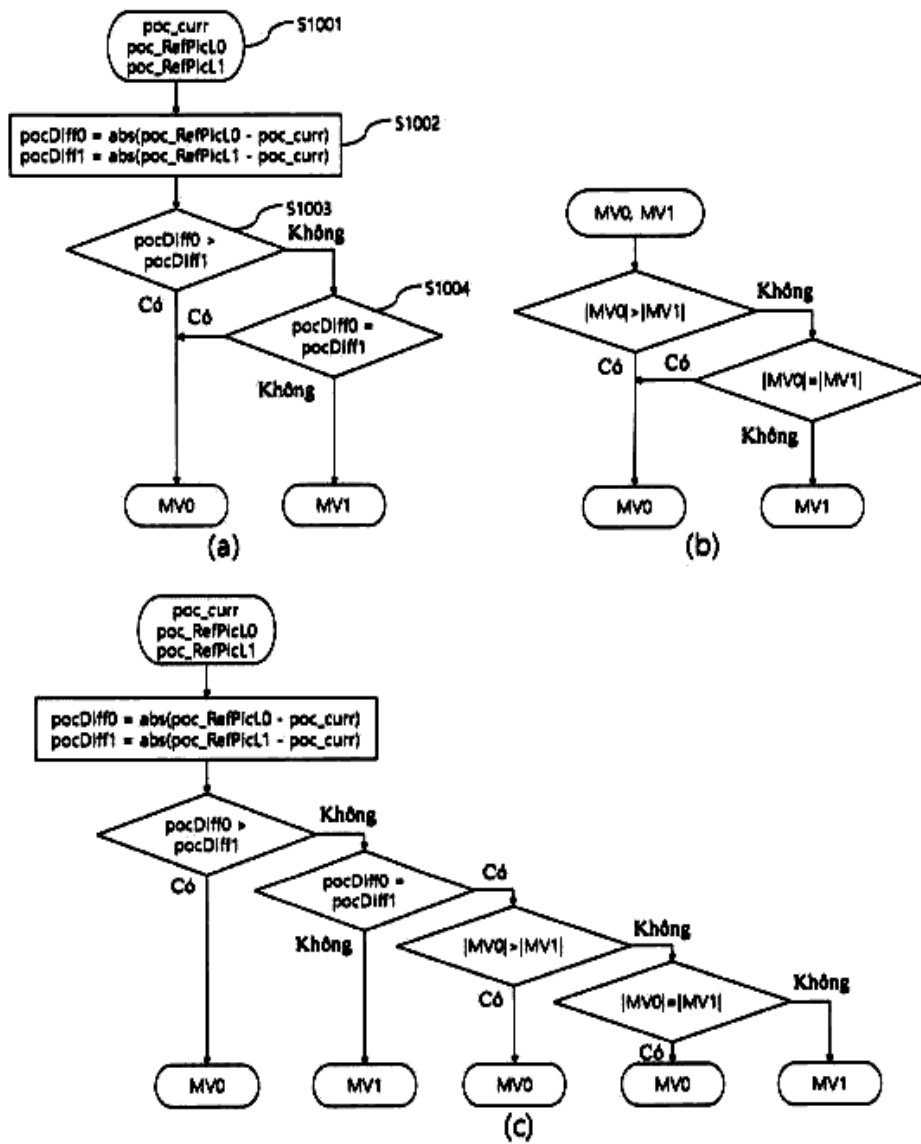 poc_curr
poc_RefPicL0
poc_RefPicL1
S1001
pocDiff0 = abs(poc_RefPicL0 - poc_curr)
pocDiff1 = abs(poc_RefPicL1 - poc_curr)
S1002
pocDiff0 >
pocDiff1
S1003
Không
Có
pocDiff0 =
pocDiff1
S1004
Có
Không
MV0
MV1
(a)
MV0, MV1
|MV0|>|MV1|
Không
Có
|MV0|=|MV1|
Có
Không
MV0
MV1
(b)
poc_curr
poc_RefPicL0
poc_RefPicL1
pocDiff0 = abs(poc_RefPicL0 - poc_curr)
pocDiff1 = abs(poc_RefPicL1 - poc_curr)
pocDiff0 >
pocDiff1
Không
Có
pocDiff0 =
pocDiff1
Có
Không
|MV0|>|MV1|
Không
Có
|MV0|=|MV1|
Không
Có
MV0
MV1
MV0
MV0
MV1
(c)